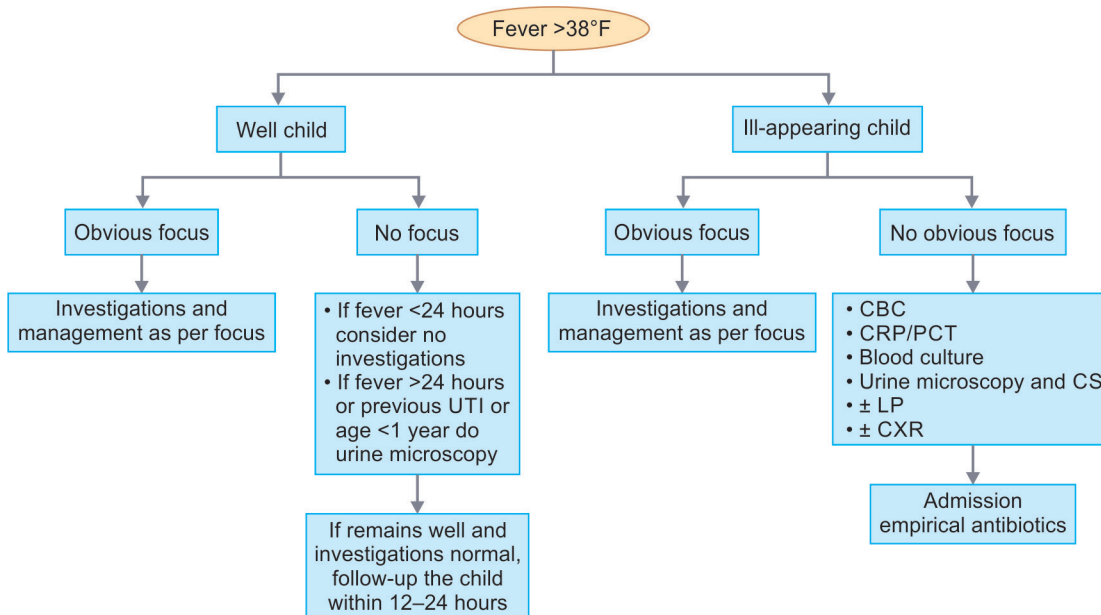 Fever >38°F
Well child
Ill-appearing child
Obvious focus
No focus
Obvious focus
No obvious focus
Investigations and
management as per focus
• If fever <24 hours
consider no
investigations
• If fever >24 hours
or previous UTI or
age <1 year do
urine microscopy
Investigations and
management as per focus
• CBC
• CRP/PCT
• Blood culture
• Urine microscopy and CS
• ± LP
• ± CXR
If remains well and
investigations normal,
follow-up the child
within 12–24 hours
Admission
empirical antibiotics